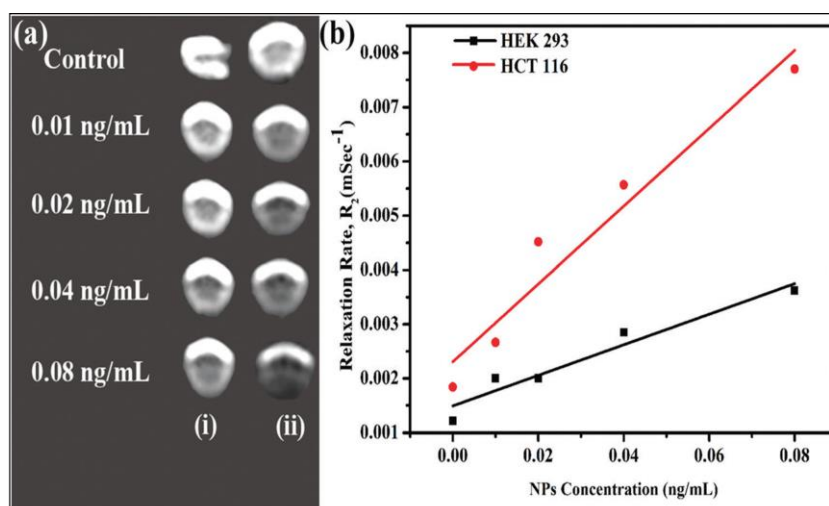 (a)
Control
0.01 ng/mL
0.02 ng/mL
0.04 ng/mL
0.08 ng/mL
(i) (ii)
(b)
HEK 293
HCT 116
Relaxation Rate, R2(mSec-1)
0.008
0.007
0.006
0.005
0.004
0.003
0.002
0.001
0.00 0.02 0.04 0.06 0.08
NPs Concentration (ng/mL)